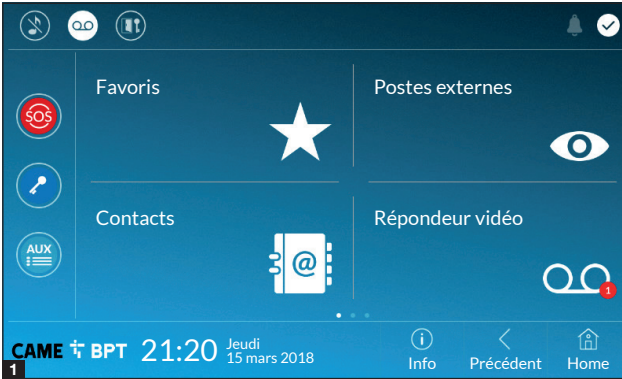 Favoris
Postes externes
SOS
Contacts
Répondeur vidéo
AUX
@
1
CAME BPT 21:20 Jeudi
15 mars 2018
Info
Précédent
Home
1